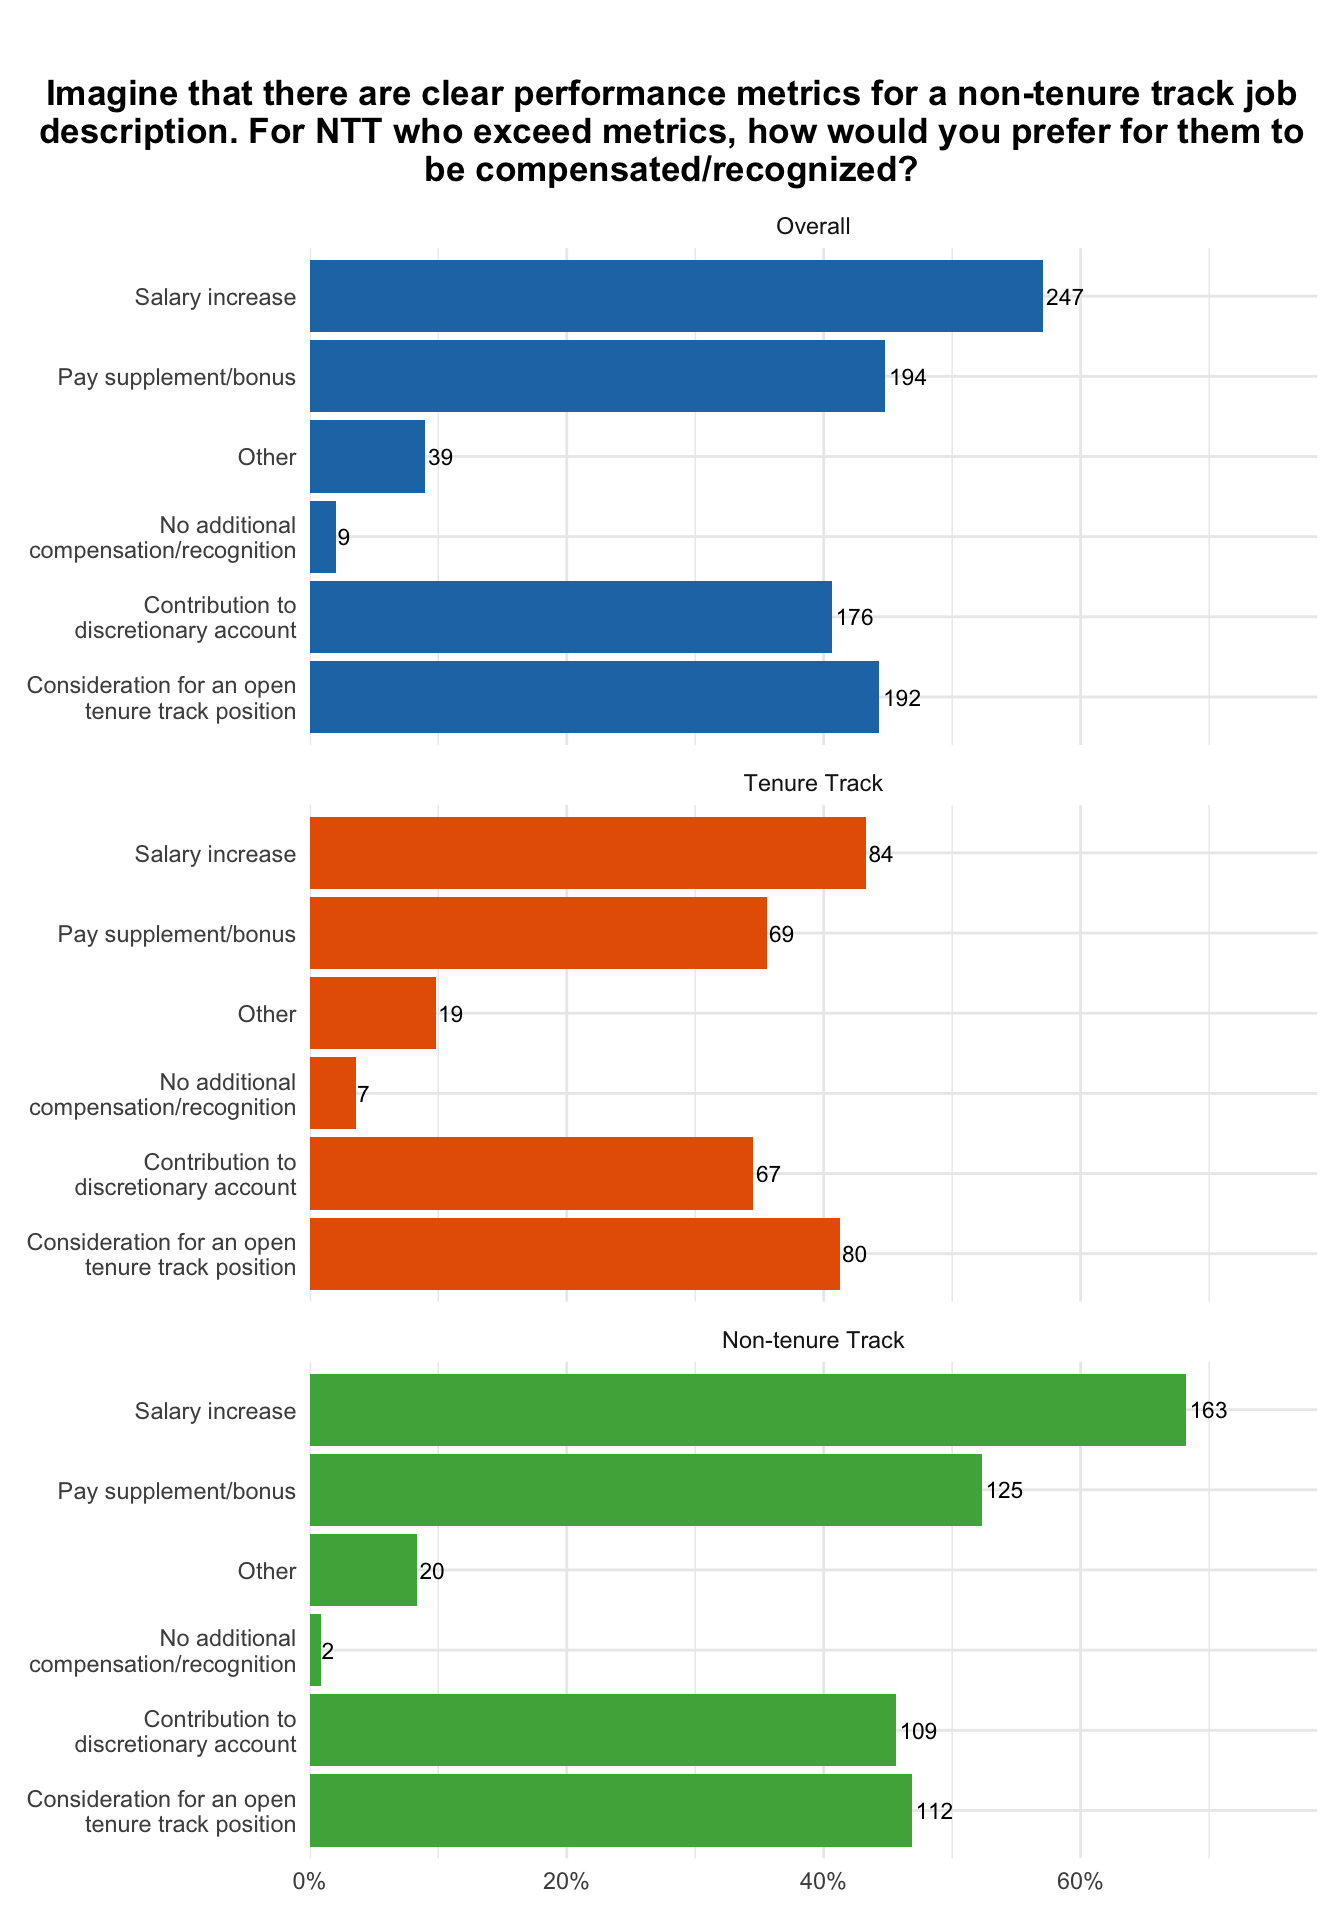 Imagine that there are clear performance metrics for a non-tenure track job
description. For NTT who exceed metrics, how would you prefer for them to
be compensated/recognized?
Overall
Salary increase
247
Pay supplement/bonus
194
Other
39
No additional
compensation/recognition
9
Contribution to
discretionary account
176
Consideration for an open
tenure track position
192
Tenure Track
Salary increase
84
Pay supplement/bonus
69
Other
19
No additional
compensation/recognition
7
Contribution to
discretionary account
67
Consideration for an open
tenure track position
80
Non-tenure Track
Salary increase
163
Pay supplement/bonus
125
Other
20
No additional
compensation/recognition
2
Contribution to
discretionary account
109
Consideration for an open
tenure track position
112
0% 20% 40% 60%